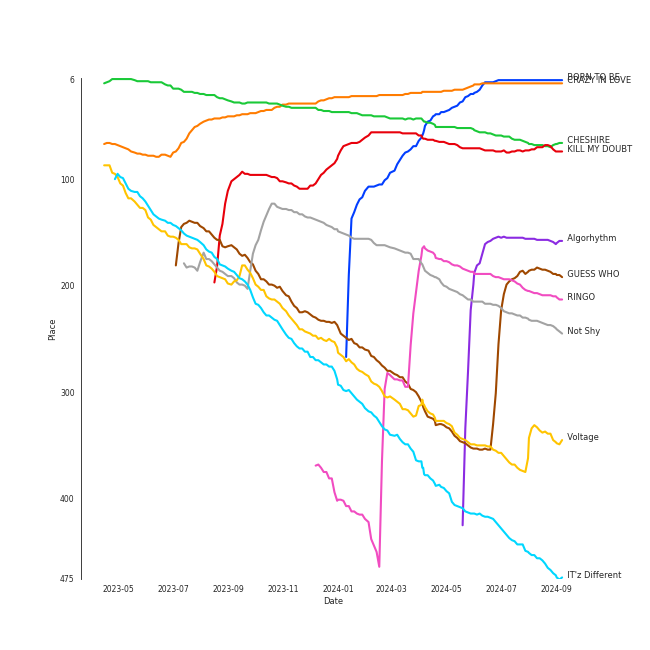 6
BORN TO BE
CRAZY IN LOVE
CHESHIRE
KILL MY DOUBT
100
Algorhythm
GUESS WHO
200
RINGO
Place
Not Shy
300
Voltage
400
475
IT'z Different
2023-05
2023-07
2023-09
2023-11
2024-01
2024-03
2024-05
2024-07
2024-09
Date